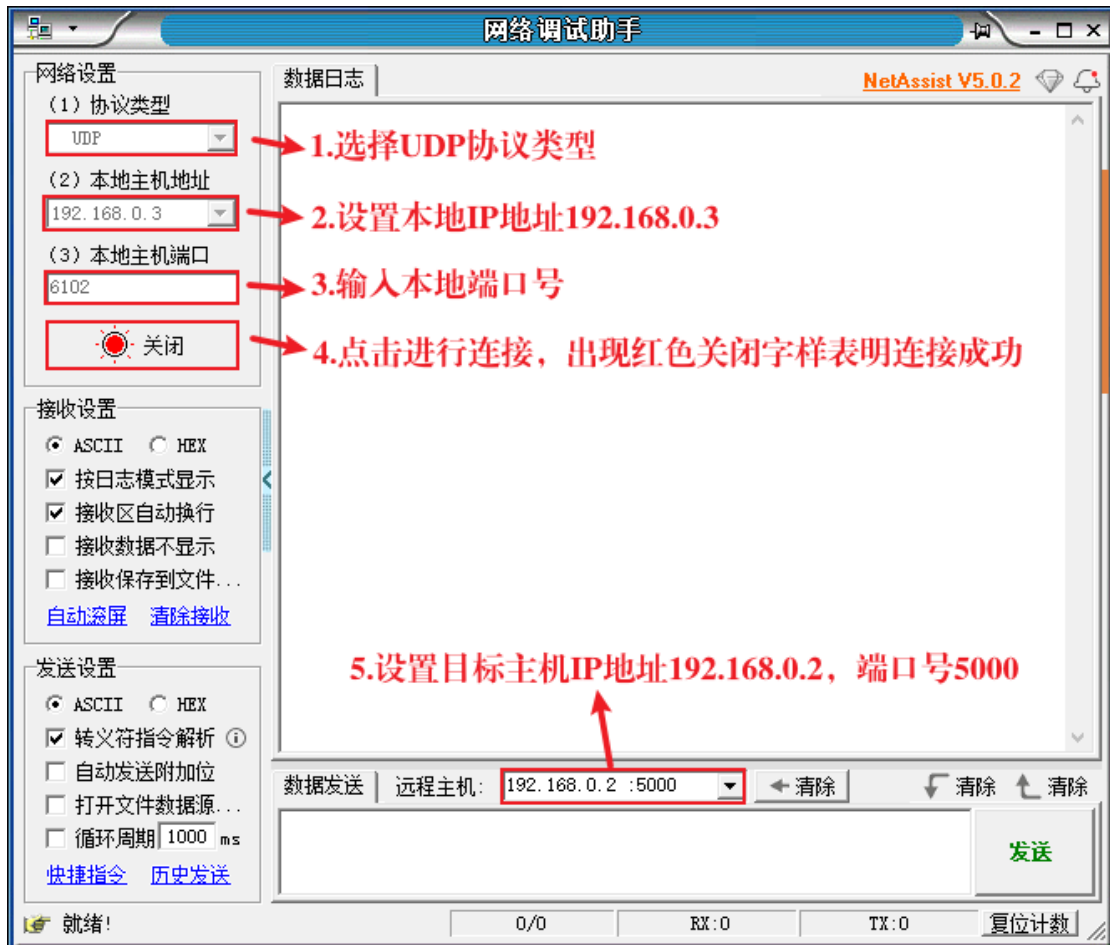 网络调试助手
网络设置
(1) 协议类型
UDP
(2) 本地主机地址
192.168.0.3
(3) 本地主机端口
6102
关闭
数据日志
NetAssist V5.0.2
1.选择UDP协议类型
2.设置本地IP地址192.168.0.3
3.输入本地端口号
4.点击进行连接，出现红色关闭字样表明连接成功
接收设置
ASCII HEX
按日志模式显示
接收区自动换行
接收数据不显示
接收保存到文件...
自动滚屏 清除接收
发送设置
ASCII HEX
转义符指令解析
自动发送附加位
打开文件数据源...
循环周期 1000 ms
快捷指令 历史发送
5.设置目标主机IP地址192.168.0.2，端口号5000
数据发送 远程主机: 192.168.0.2 :5000 清除 清除 清除
发送
就绪! 0/0 RX:0 TX:0 复位计数